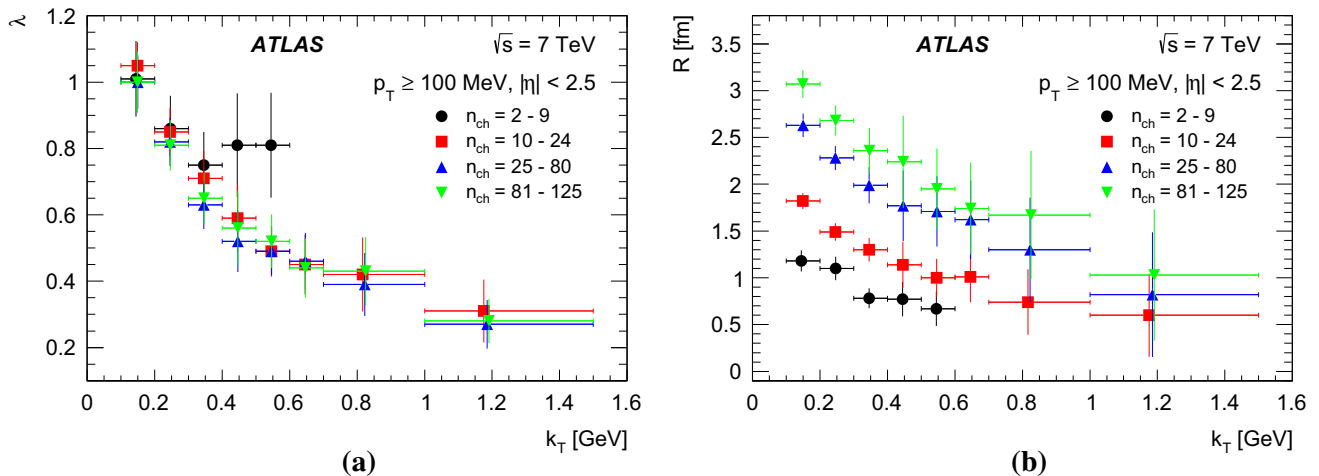 λ
1.2
1
0.8
0.6
0.4
0.2
ATLAS
√s = 7 TeV
p_T ≥ 100 MeV, |η| < 2.5
n_ch = 2 - 9
n_ch = 10 - 24
n_ch = 25 - 80
n_ch = 81 - 125
0 0.2 0.4 0.6 0.8 1 1.2 1.4 1.6
k_T [GeV]
(a)
R [fm]
3.5
3
2.5
2
1.5
1
0.5
0
ATLAS
√s = 7 TeV
p_T ≥ 100 MeV, |η| < 2.5
n_ch = 2 - 9
n_ch = 10 - 24
n_ch = 25 - 80
n_ch = 81 - 125
0 0.2 0.4 0.6 0.8 1 1.2 1.4 1.6
k_T [GeV]
(b)